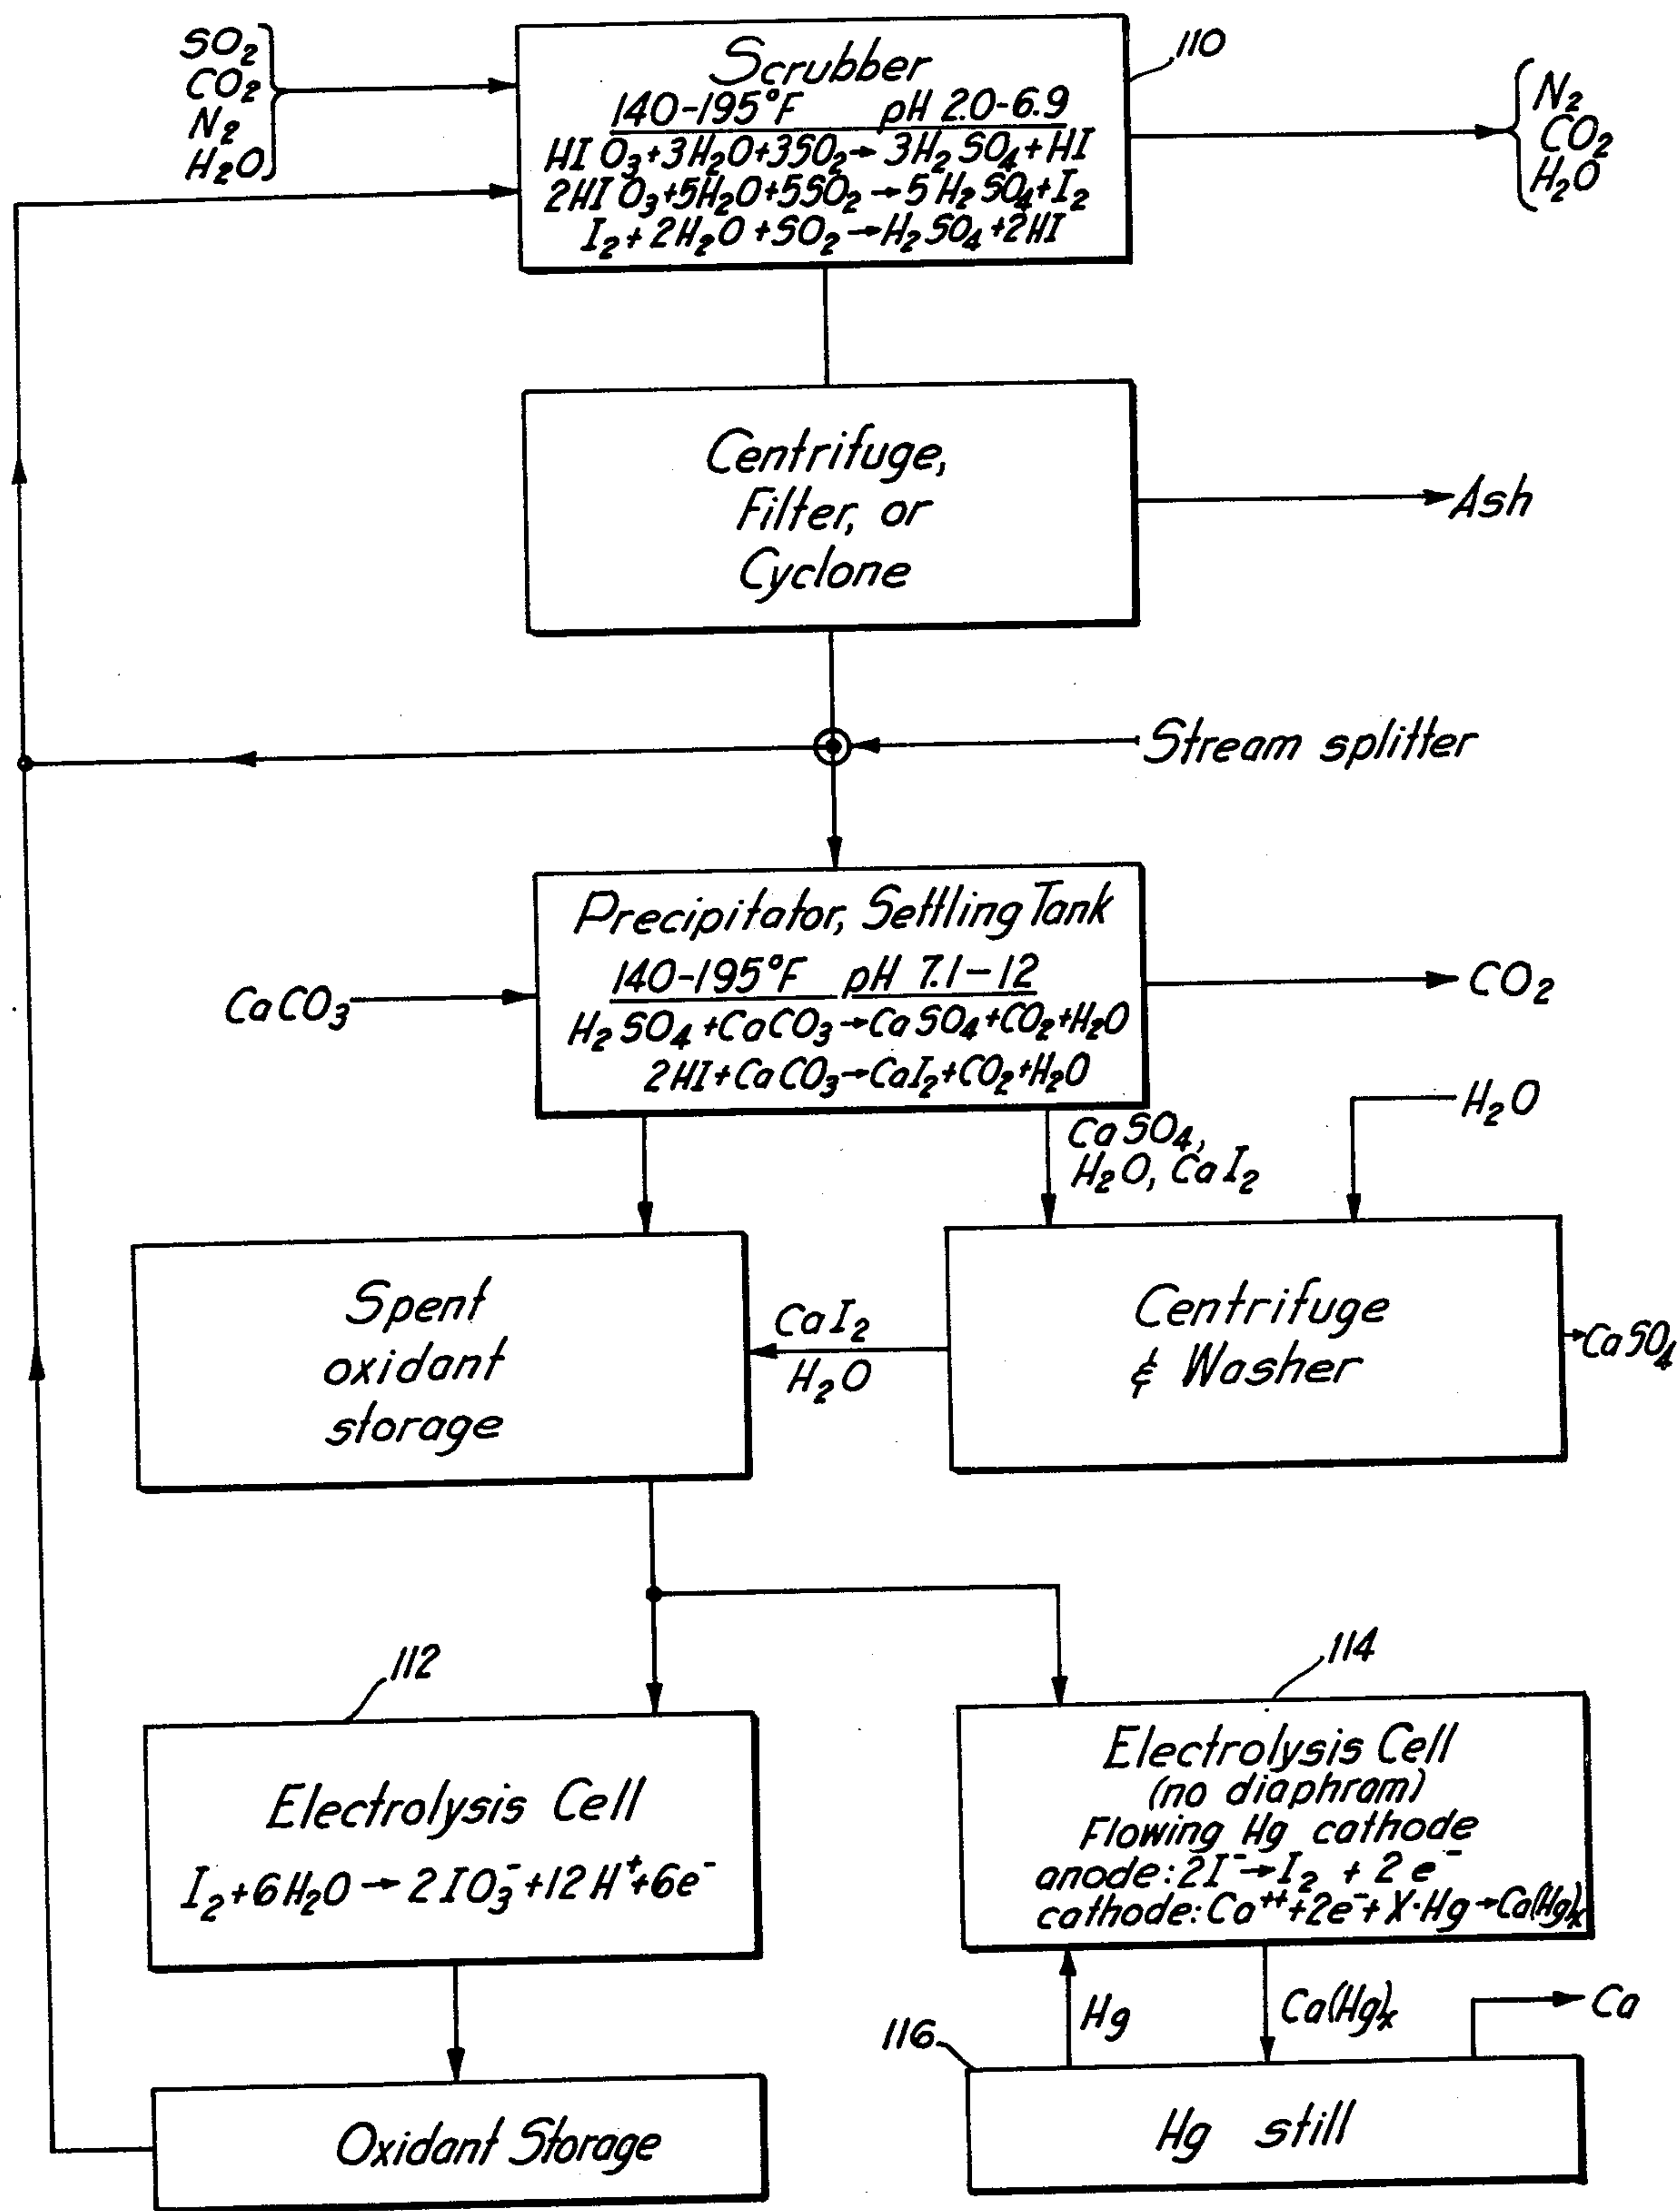 SO2
CO2
N2
H2O
Scrubber
110
140-195°F pH 2.0-6.9
HIO3+3H2O+3SO2→3H2SO4+HI
2HIO3+5H2O+5SO2→5H2SO4+I2
I2+2H2O+SO2→H2SO4+2HI
N2
CO2
H2O
Centrifuge,
Filter, or
Cyclone
Ash
Stream splitter
Precipitator, Settling Tank
140-195°F pH 7.1-12
H2SO4+CaCO3→CaSO4+CO2+H2O
2HI+CaCO3→CaI2+CO2+H2O
CaCO3
CO2
H2O
CaSO4,
H2O, CaI2
Spent
oxidant
storage
CaI2
H2O
Centrifuge
& Washer
CaSO4
112
Electrolysis Cell
I2+6H2O→2IO3-+12H++6e-
114
Electrolysis Cell
(no diaphram)
Flowing Hg cathode
anode:2I-→I2 + 2e-
cathode:Ca+++2e-+X·Hg→Ca(Hg)x
Hg
Ca(Hg)x
Ca
116
Oxidant Storage
Hg still